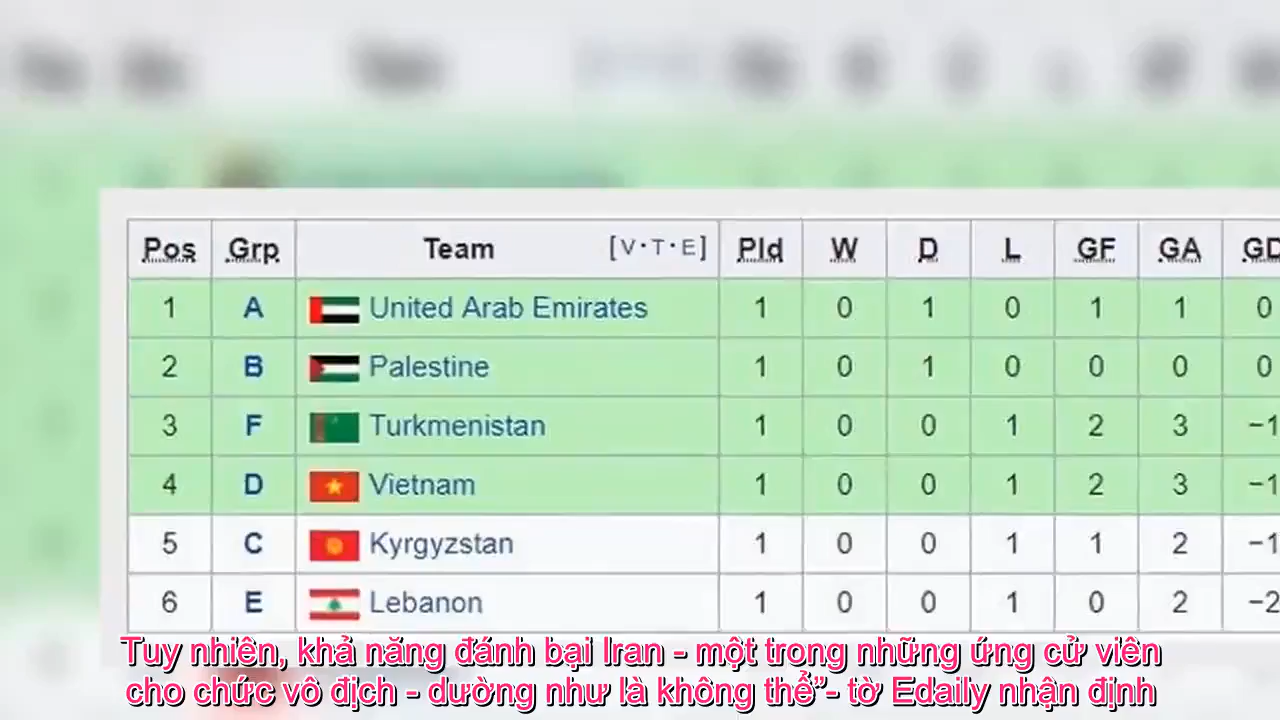 Pos Grp Team [V·T·E] Pld W D L GF GA GD
1 A United Arab Emirates 1 0 1 0 1 1 0
2 B Palestine 1 0 1 0 0 0 0
3 F Turkmenistan 1 0 0 1 2 3 −1
4 D Vietnam 1 0 0 1 2 3 −1
5 C Kyrgyzstan 1 0 0 1 1 2 −1
6 E Lebanon 1 0 0 1 0 2 −2
Tuy nhiên, khả năng đánh bại Iran - một trong những ứng cử viên
cho chức vô địch - dường như là không thể”- tờ Edaily nhận định